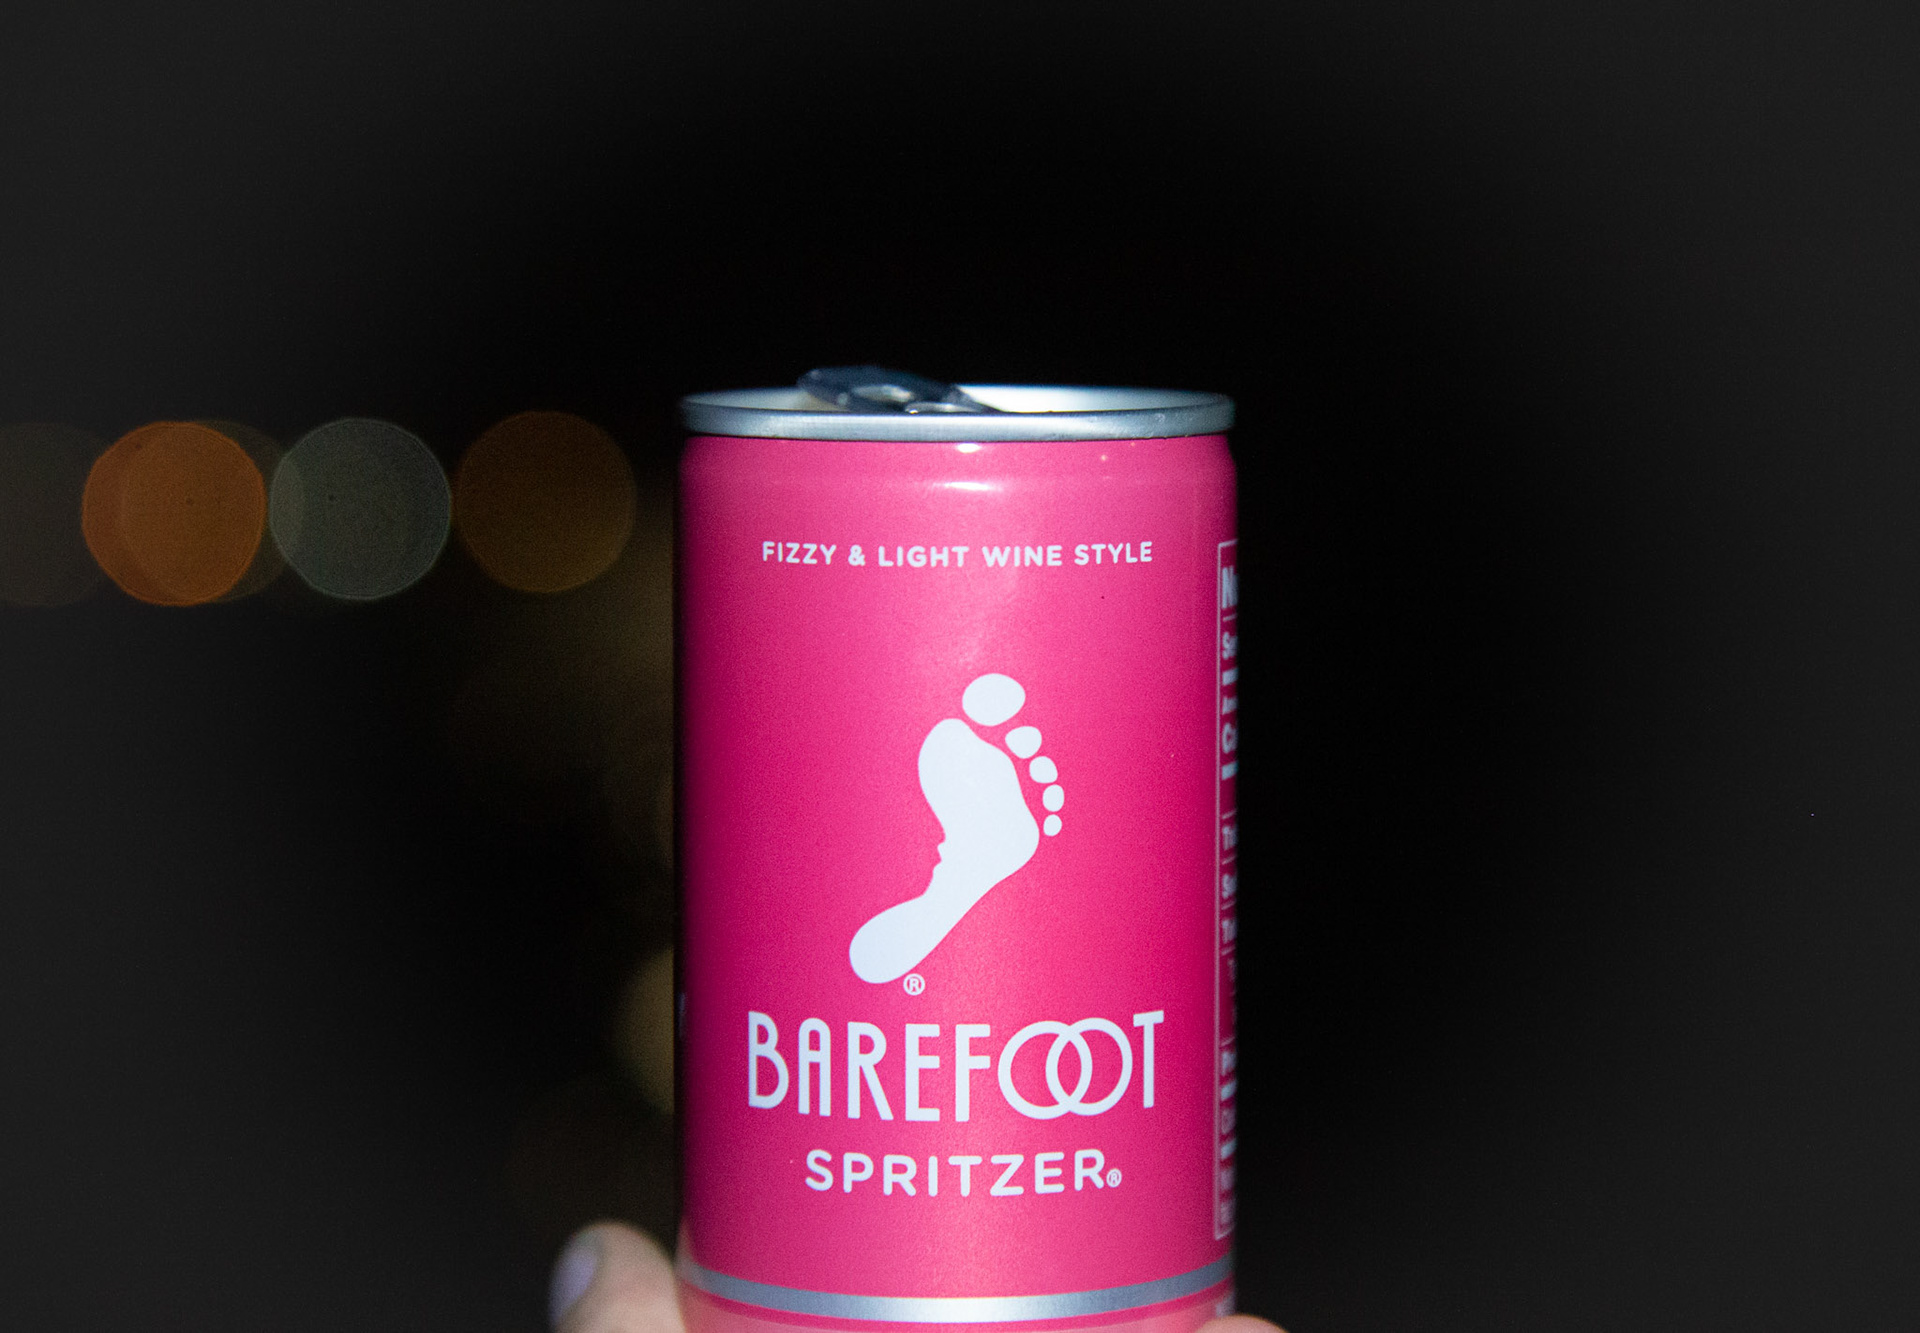 FIZZY & LIGHT WINE STYLE
®
BAREFOOT
SPRITZER®